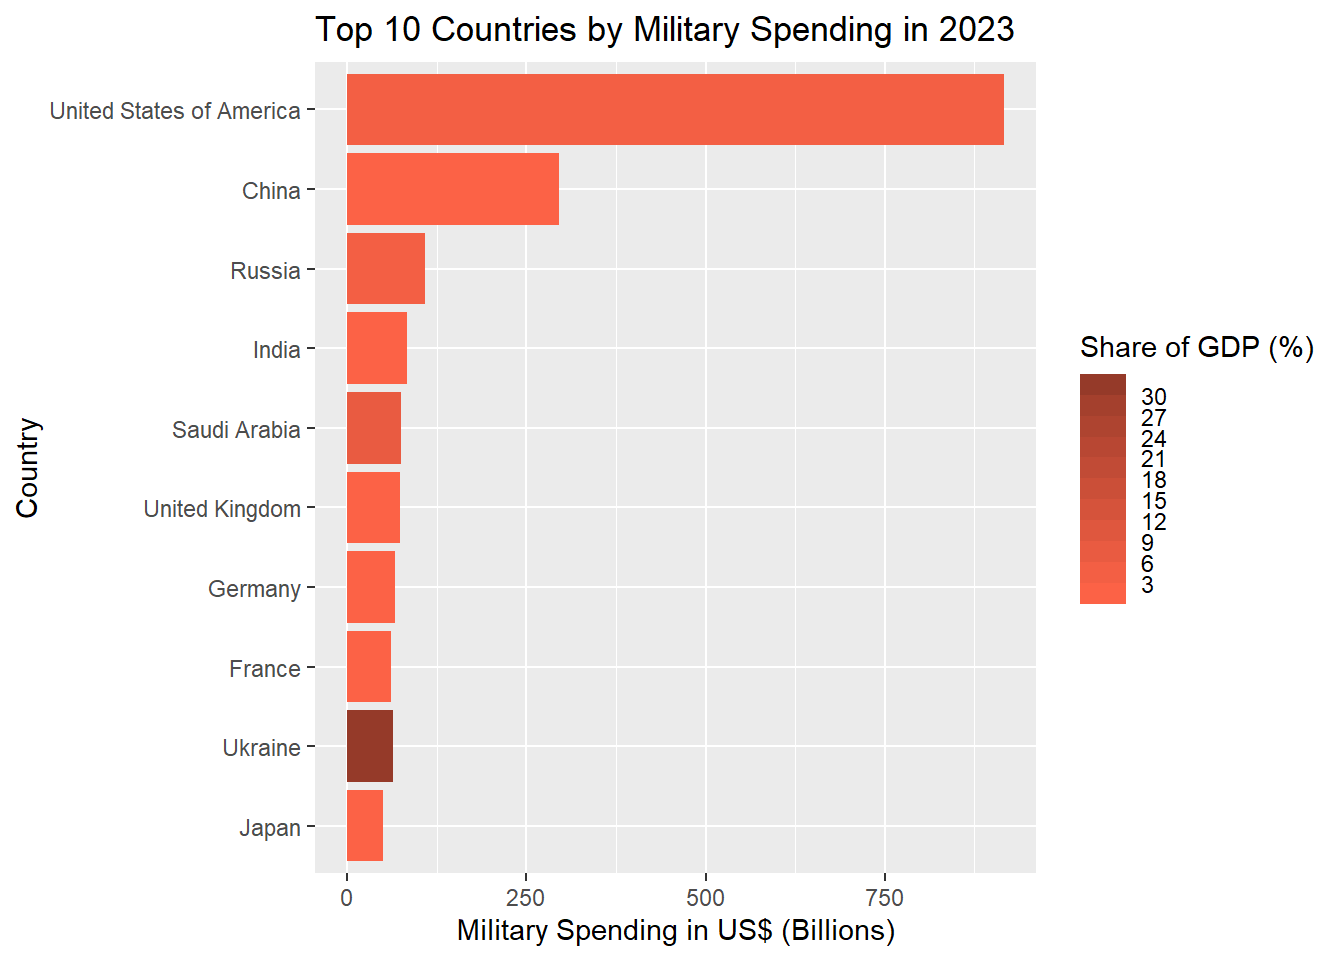 Top 10 Countries by Military Spending in 2023
United States of America
China
Russia
India
Saudi Arabia
United Kingdom
Germany
France
Ukraine
Japan
Country
0 250 500 750
Military Spending in US$ (Billions)
Share of GDP (%)
30
27
24
21
18
15
12
9
6
3